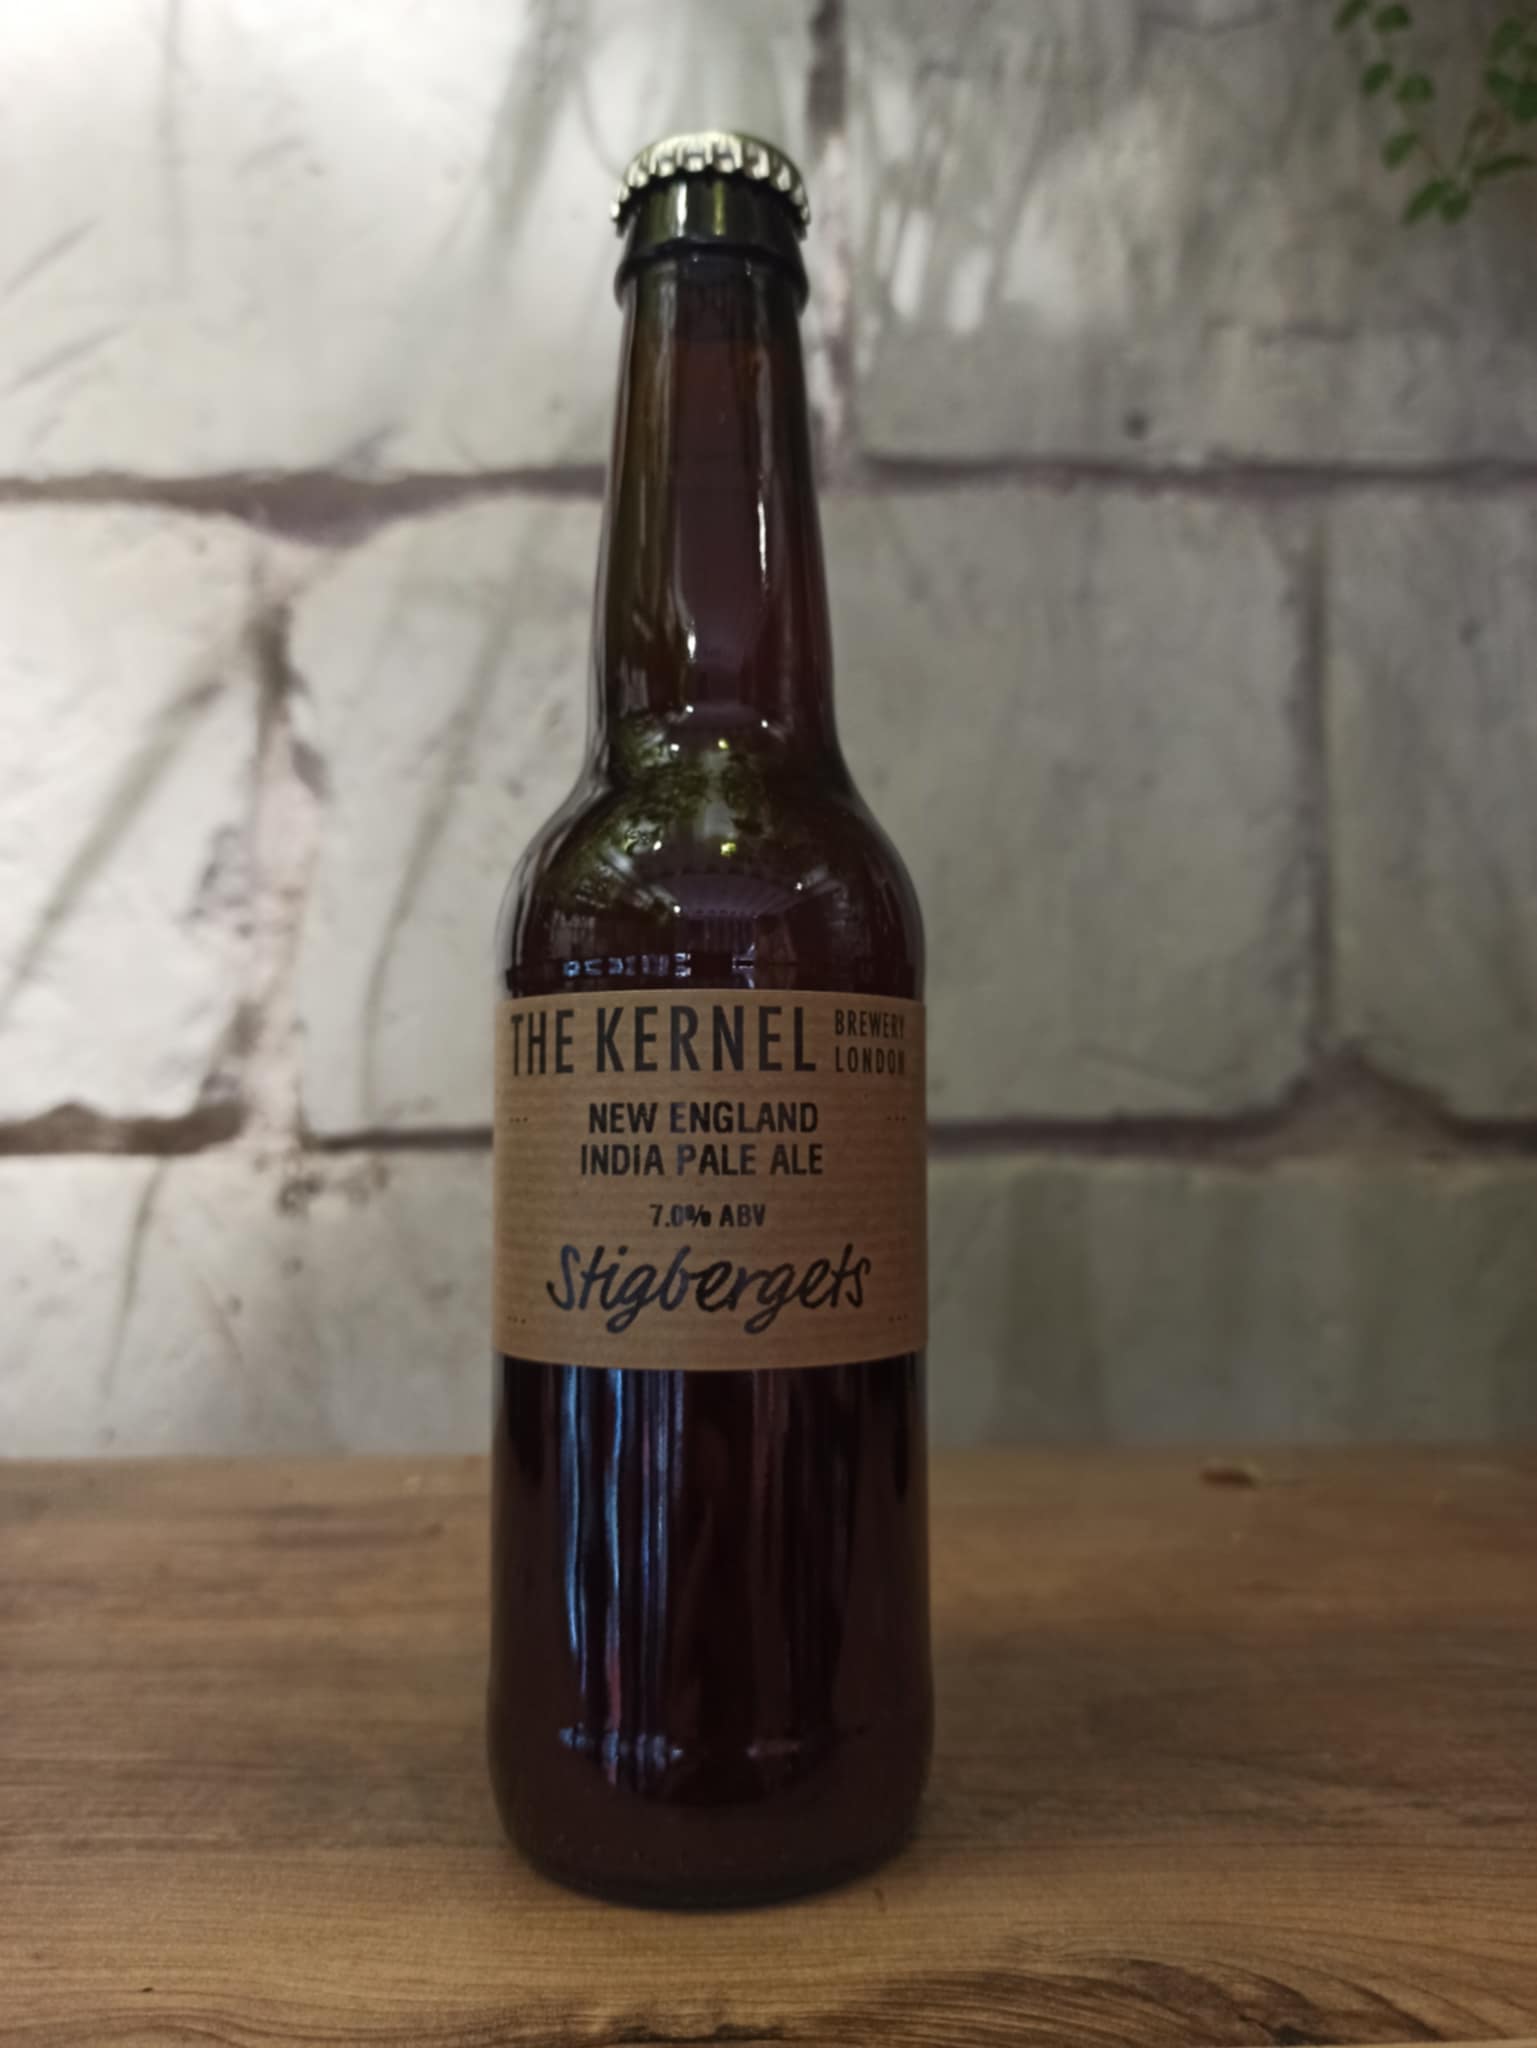 THE KERNEL BREWERY LONDON
NEW ENGLAND
INDIA PALE ALE
7.0% ABV
Stigbergets